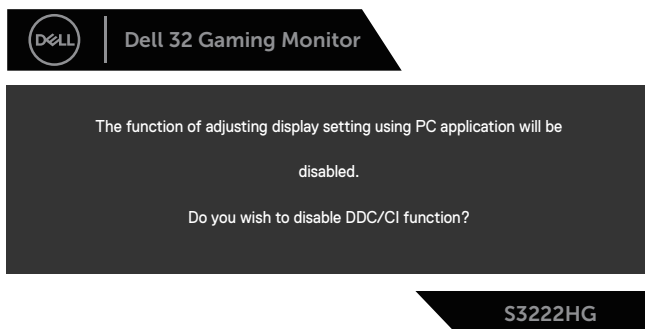 DELL
Dell 32 Gaming Monitor
The function of adjusting display setting using PC application will be
disabled.
Do you wish to disable DDC/CI function?
S3222HG